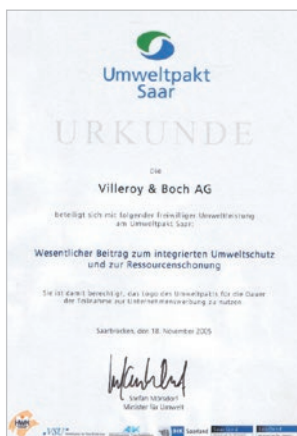 Umweltpakt
Saar
URKUNDE
Die
Villeroy & Boch AG
beteiligt sich mit folgender freiwilliger Umweltleistung
am Umweltpakt Saar:
Wesentlicher Beitrag zum integrierten Umweltschutz
und zur Ressourcenschonung
Sie ist damit berechtigt, das Logo des Umweltpakts für die Dauer
der Teilnahme zur Unternehmenswerbung zu nutzen.
Saarbrücken, den 18. November 2005
Stefan Mörsdorf
Minister für Umwelt
HWK
VSU
Saarland